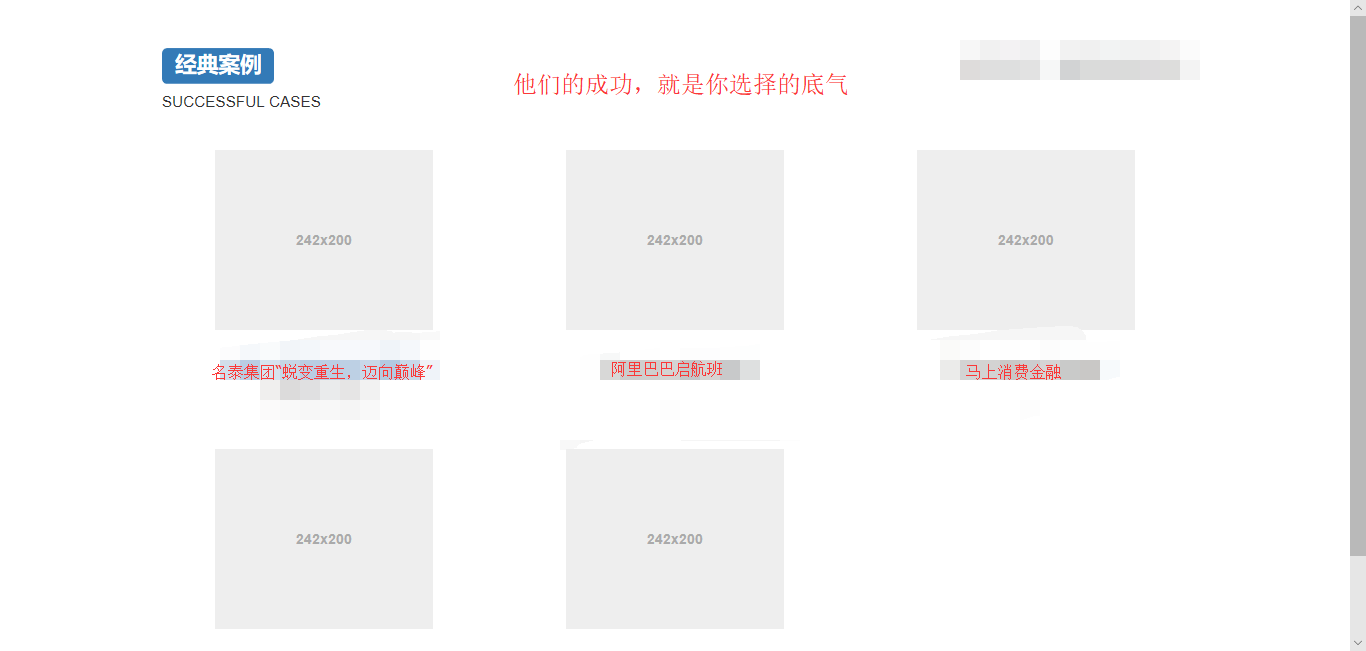 经典案例
SUCCESSFUL CASES
他们的成功，就是你选择的底气
242x200
242x200
242x200
名泰集团“蜕变重生，迈向巅峰”
阿里巴巴启航班
马上消费金融
242x200
242x200